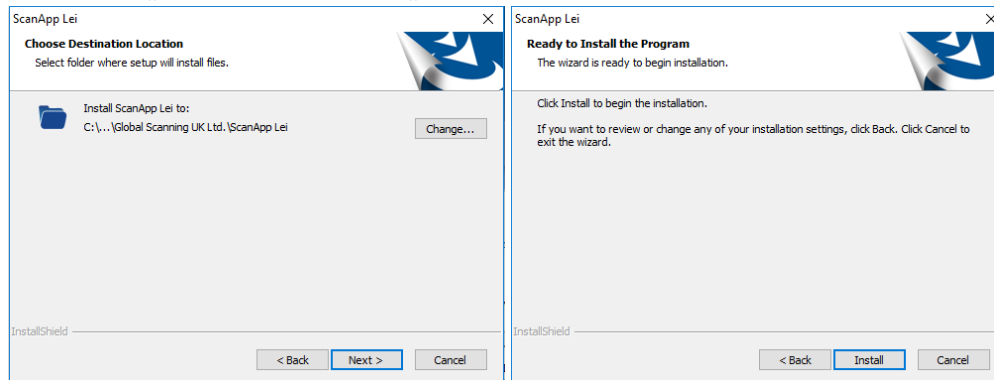 ScanApp Lei
Choose Destination Location
Select folder where setup will install files.
Install ScanApp Lei to:
C:\...\Global Scanning UK Ltd.\ScanApp Lei
Change...
InstallShield
< Back
Next >
Cancel
ScanApp Lei
Ready to Install the Program
The wizard is ready to begin installation.
Click Install to begin the installation.
If you want to review or change any of your installation settings, click Back. Click Cancel to
exit the wizard.
InstallShield
< Back
Install
Cancel